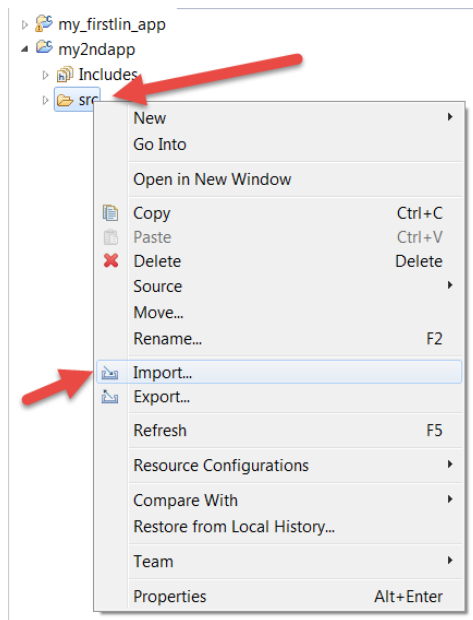 my_firstlin_app
my2ndapp
Includes
src
New
Go Into
Open in New Window
Copy Ctrl+C
Paste Ctrl+V
Delete Delete
Source
Move...
Rename... F2
Import...
Export...
Refresh F5
Resource Configurations
Compare With
Restore from Local History...
Team
Properties Alt+Enter